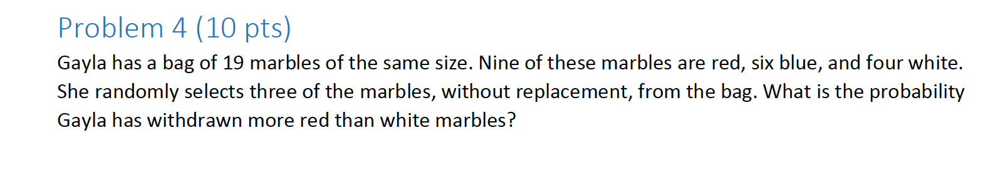 Problem 4 (10 pts)
Gayla has a bag of 19 marbles of the same size. Nine of these marbles are red, six blue, and four white.
She randomly selects three of the marbles, without replacement, from the bag. What is the probability
Gayla has withdrawn more red than white marbles?